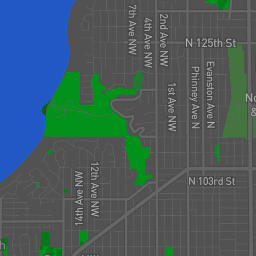 7th Ave NW
4th Ave NW
2nd Ave NW
N 125th St
1st Ave NW
Phinney Ave N
Evanston Ave N
No
&
N 103rd St
12th Ave NW
14th Ave NW